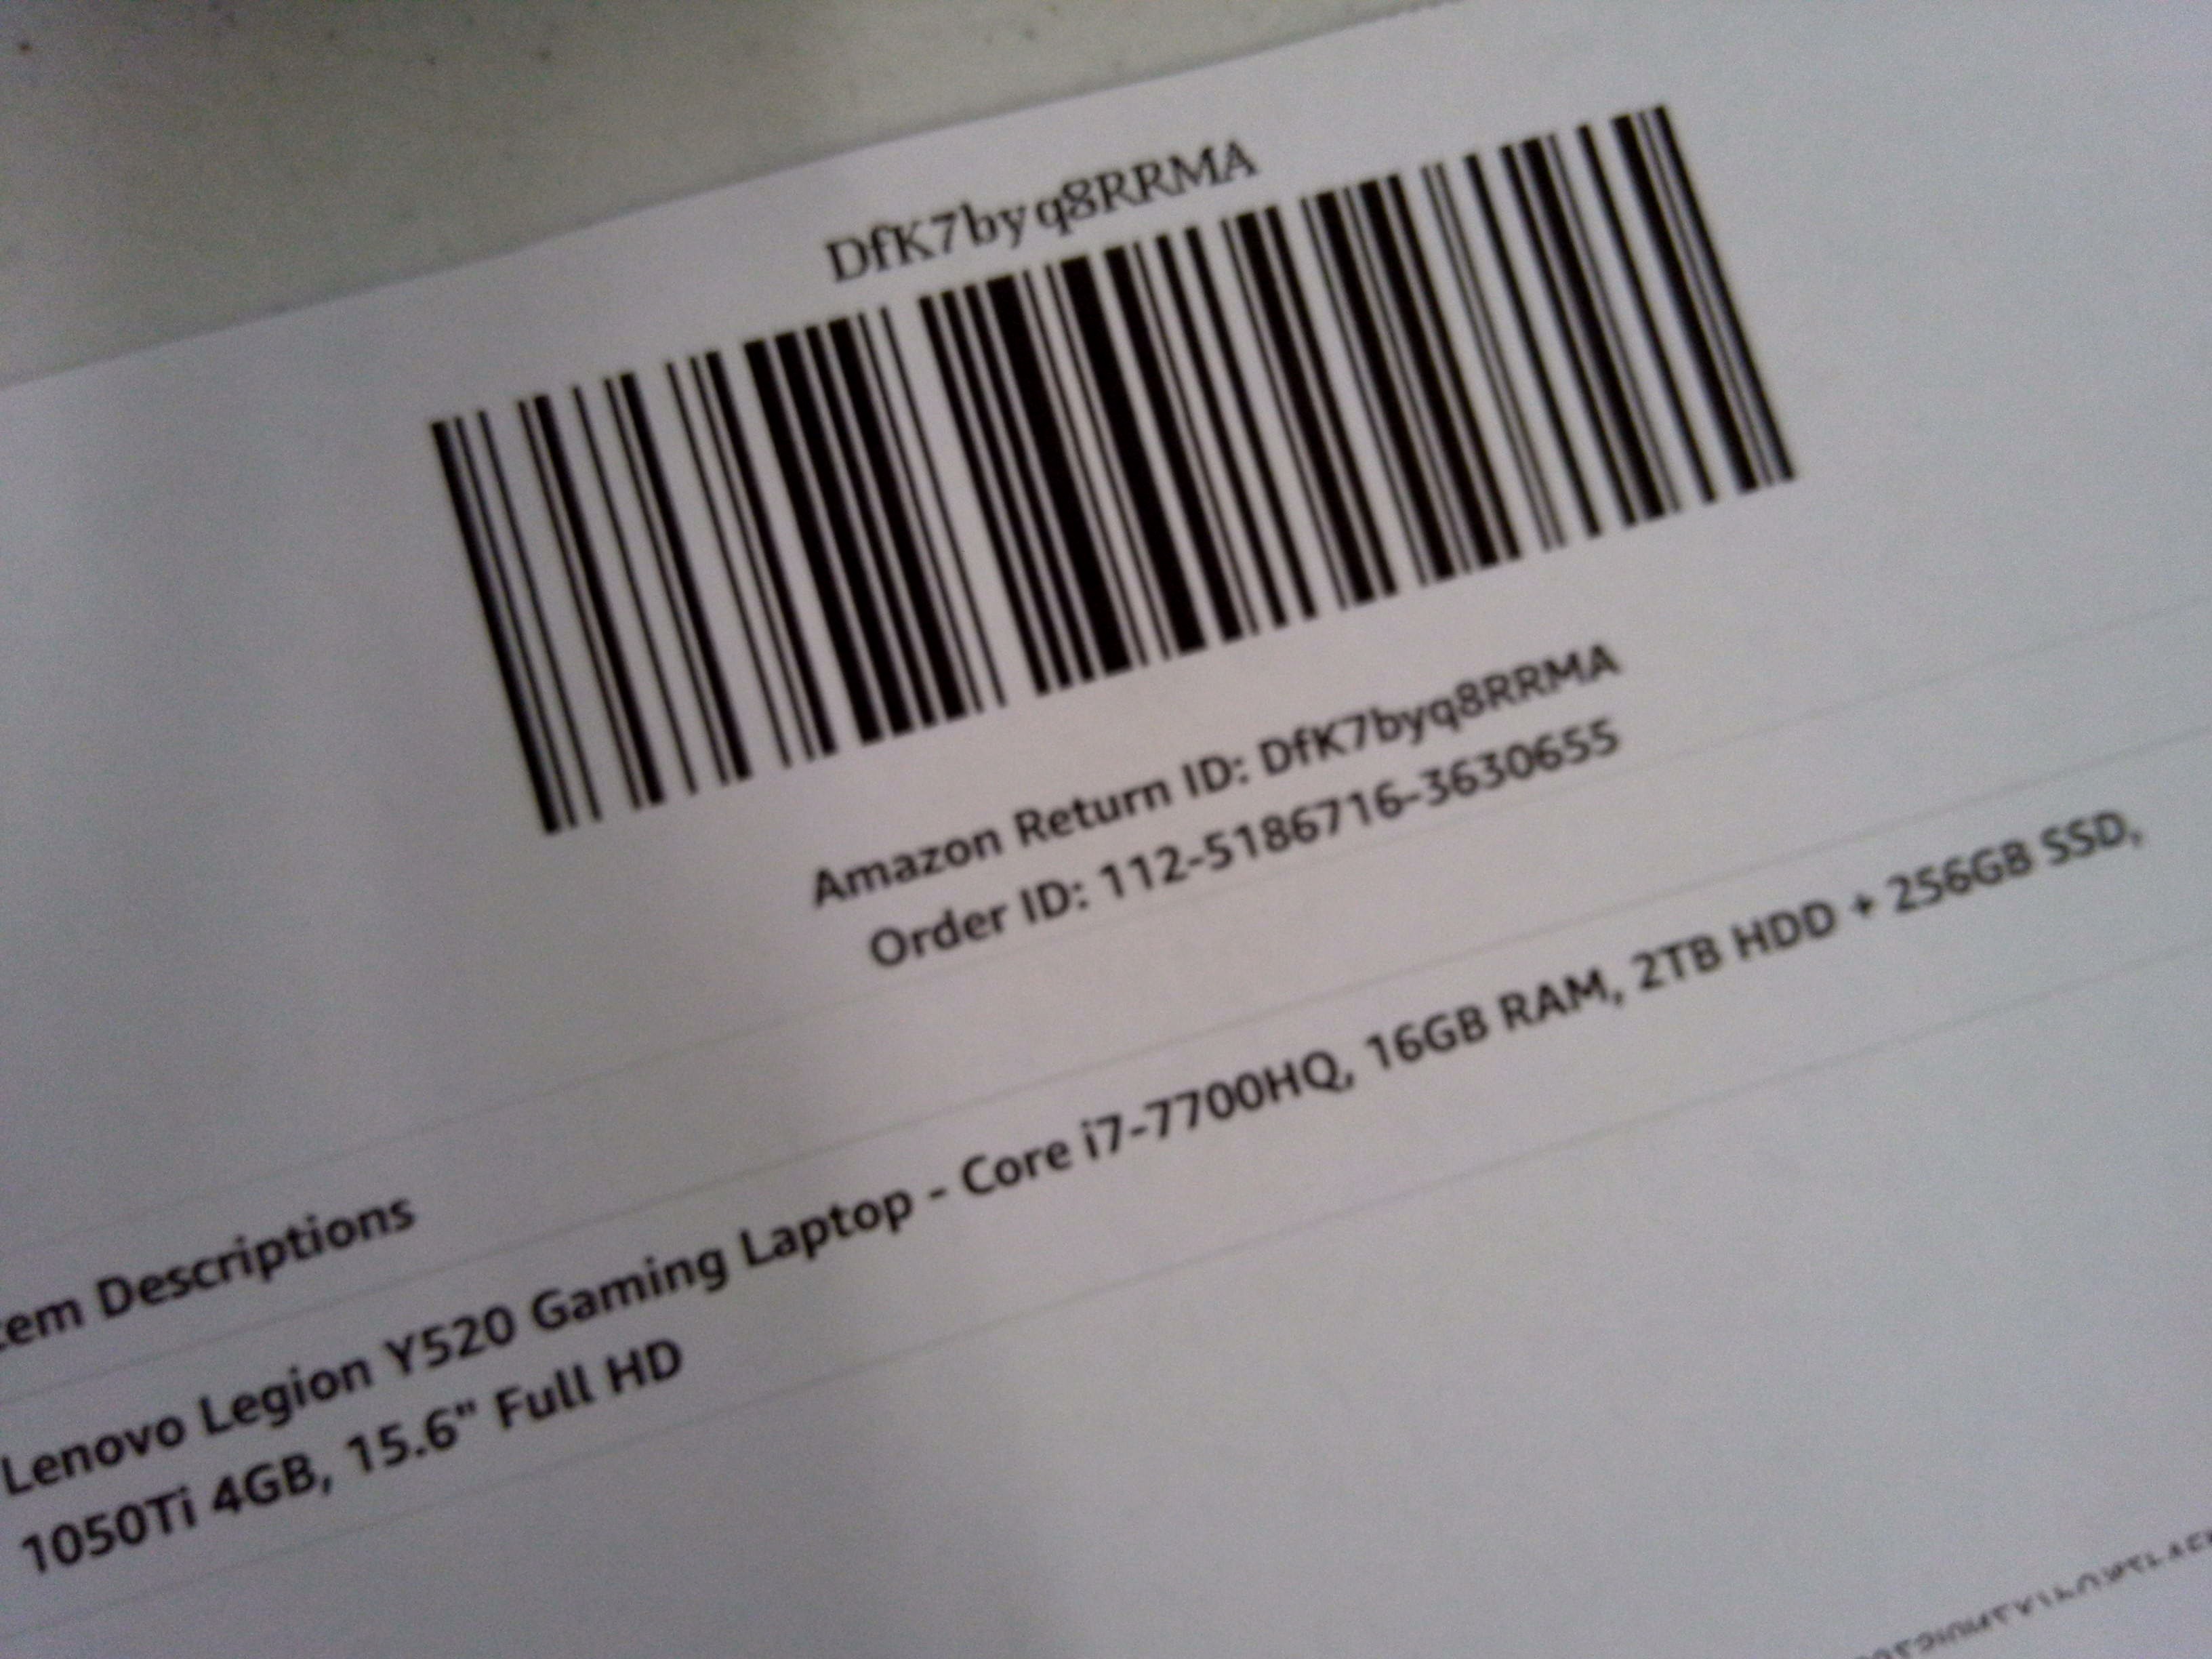 DfK7byq8RRMA
Amazon Return ID: DfK7byq8RRMA
Order ID: 112-5186716-3630655
tem Descriptions
Lenovo Legion Y520 Gaming Laptop - Core i7-7700HQ, 16GB RAM, 2TB HDD + 256GB SSD,
1050Ti 4GB, 15.6" Full HD